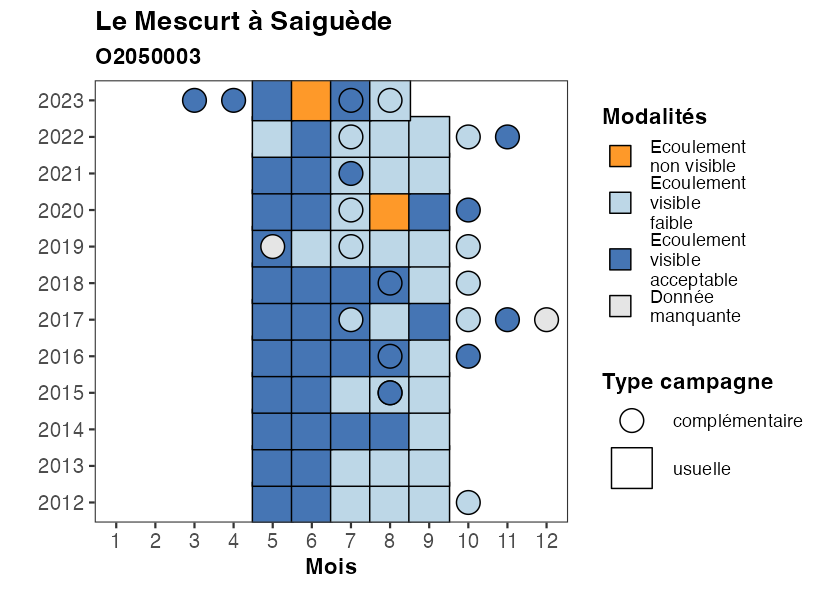 Le Mescurt à Saiguède
O2050003
2023
2022
2021
2020
2019
2018
2017
2016
2015
2014
2013
2012
1 2 3 4 5 6 7 8 9 10 11 12
Mois
Modalités
Ecoulement
non visible
Ecoulement
visible
faible
Ecoulement
visible
acceptable
Donnée
manquante
Type campagne
complémentaire
usuelle